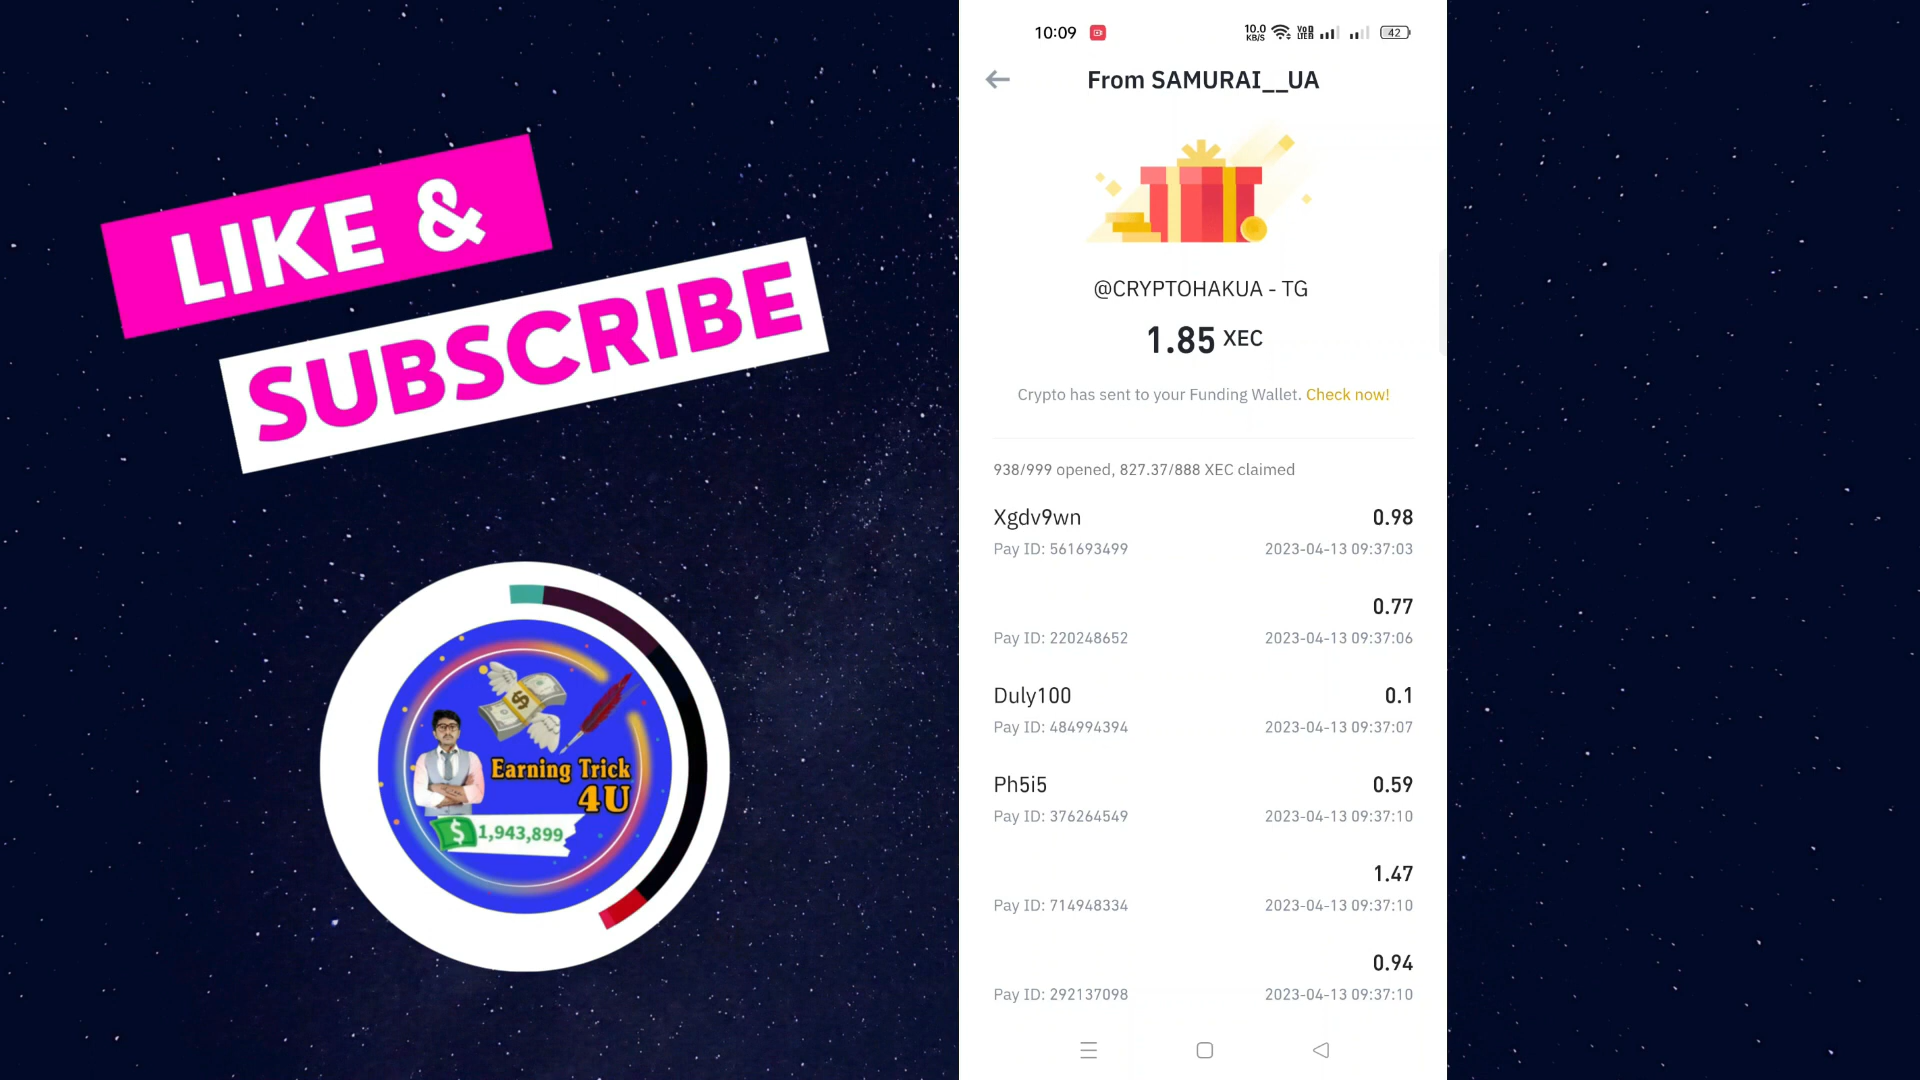 LIKE &
SUBSCRIBE
Earning Trick
4U
$ 1,943,899
10:09
10.0
KB/S
Vo
LTE
42
From SAMURAI__UA
@CRYPTOHAKUA - TG
1.85 XEC
Crypto has sent to your Funding Wallet. Check now!
938/999 opened, 827.37/888 XEC claimed
Xgdv9wn 0.98
Pay ID: 561693499 2023-04-13 09:37:03
0.77
Pay ID: 220248652 2023-04-13 09:37:06
Duly100 0.1
Pay ID: 484994394 2023-04-13 09:37:07
Ph5i5 0.59
Pay ID: 376264549 2023-04-13 09:37:10
1.47
Pay ID: 714948334 2023-04-13 09:37:10
0.94
Pay ID: 292137098 2023-04-13 09:37:10